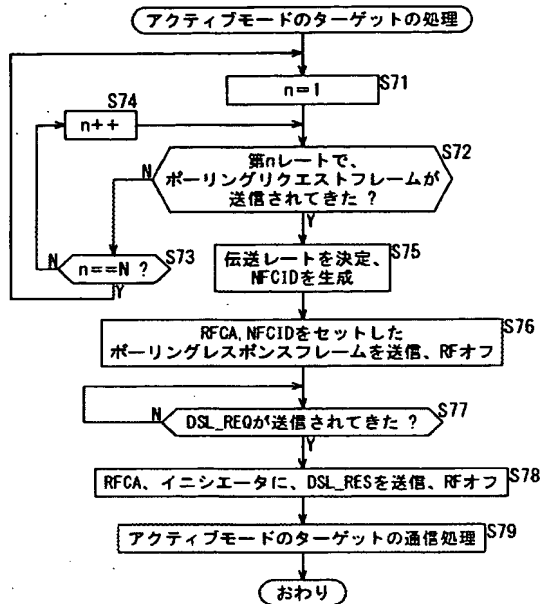 アクティブモードのターゲットの処理
n=1
S71
S74
n++
S72
第nレートで、
ポーリングリクエストフレームが
送信されてきた ?
N
Y
n==N ?
S73
N
Y
伝送レートを決定、
NFCIDを生成
S75
RFCA,NFCIDをセットした
ポーリングレスポンスフレームを送信、RFオフ
S76
DSL_REQが送信されてきた ?
S77
N
Y
RFCA、イニシエータに、DSL_RESを送信、RFオフ
S78
アクティブモードのターゲットの通信処理
S79
おわり